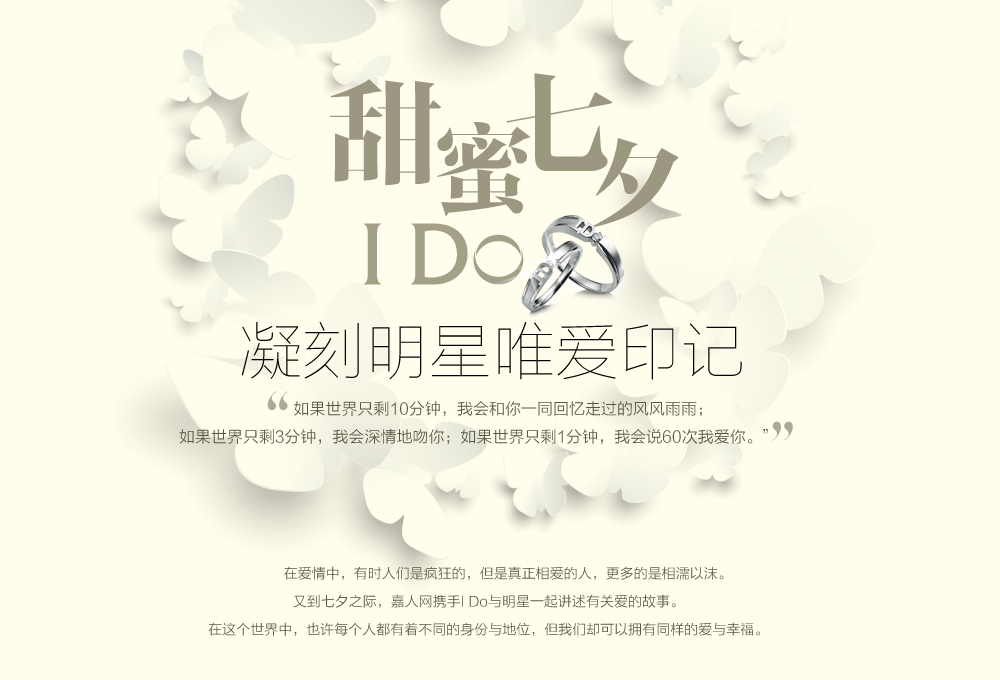 甜蜜七夕
I DO
凝刻明星唯爱印记
“如果世界只剩10分钟，我会和你一同回忆走过的风风雨雨；
如果世界只剩3分钟，我会深情地吻你；如果世界只剩1分钟，我会说60次我爱你。””
在爱情中，有时人们是疯狂的，但是真正相爱的人，更多的是相濡以沫。
又到七夕之际，嘉人网携手I Do与明星一起讲述有关爱的故事。
在这个世界中，也许每个人都有着不同的身份与地位，但我们却可以拥有同样的爱与幸福。